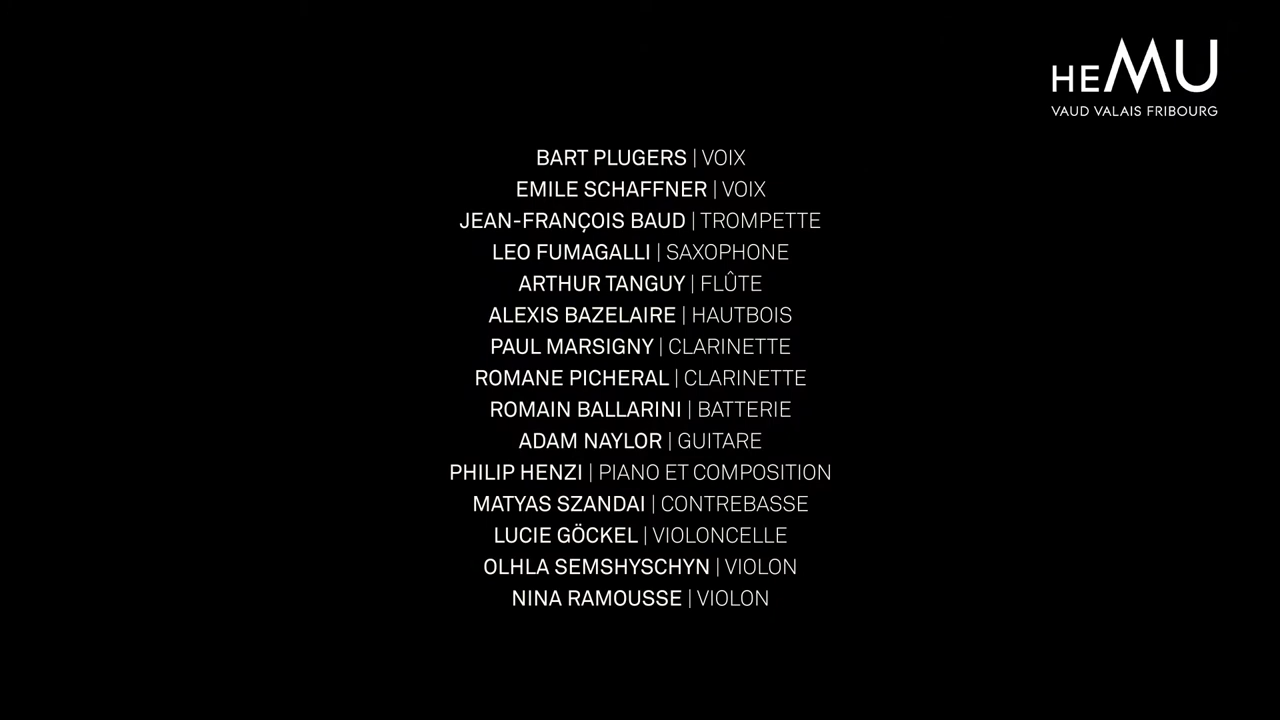 HEMU
VAUD VALAIS FRIBOURG
BART PLUGERS | VOIX
EMILE SCHAFFNER | VOIX
JEAN-FRANÇOIS BAUD | TROMPETTE
LEO FUMAGALLI | SAXOPHONE
ARTHUR TANGUY | FLÛTE
ALEXIS BAZELAIRE | HAUTBOIS
PAUL MARSIGNY | CLARINETTE
ROMANE PICHERAL | CLARINETTE
ROMAIN BALLARINI | BATTERIE
ADAM NAYLOR | GUITARE
PHILIP HENZI | PIANO ET COMPOSITION
MATYAS SZANDAI | CONTREBASSE
LUCIE GÖCKEL | VIOLONCELLE
OLHLA SEMSHYSCHYN | VIOLON
NINA RAMOUSSE | VIOLON